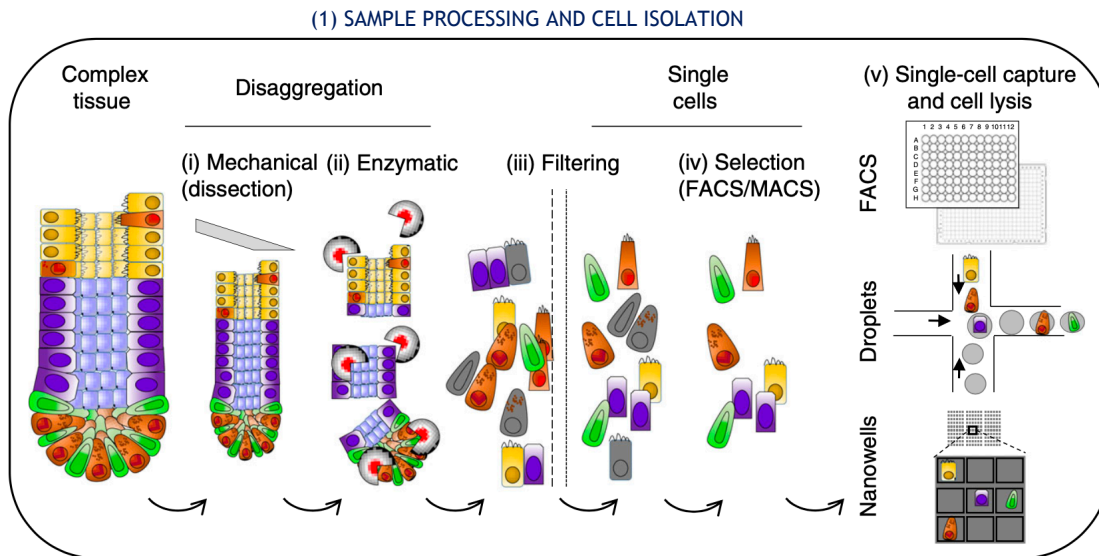 (1) SAMPLE PROCESSING AND CELL ISOLATION
Complex
tissue
Disaggregation
Single
cells
(v) Single-cell capture
and cell lysis
(i) Mechanical
(dissection)
(ii) Enzymatic
(iii) Filtering
(iv) Selection
(FACS/MACS)
FACS
1 2 3 4 5 6 7 8 9 10 11 12
A
B
C
D
E
F
G
H
Droplets
Nanowells